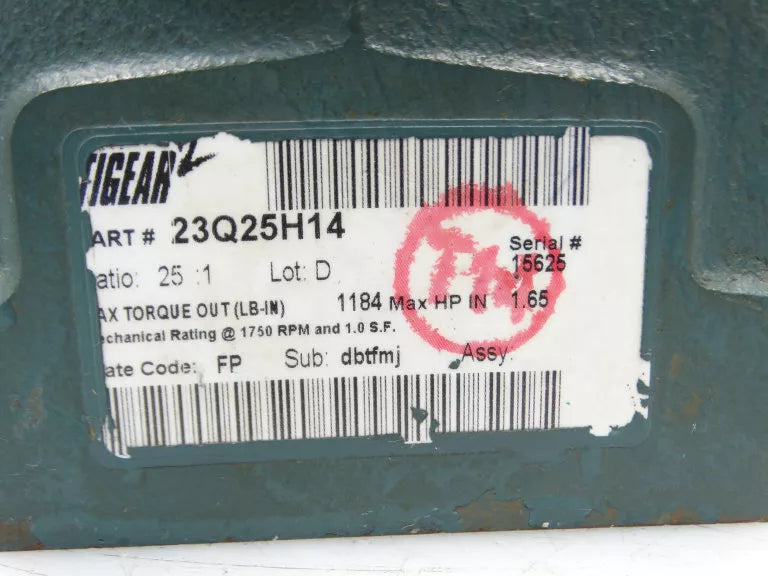 TIGEAR
ART # 23Q25H14
Serial #
15625
atio: 25 :1 Lot: D
AX TORQUE OUT (LB-IN) 1184 Max HP IN 1.65
echanical Rating @ 1750 RPM and 1.0 S.F.
ate Code: FP Sub: dbtfmj Assy: